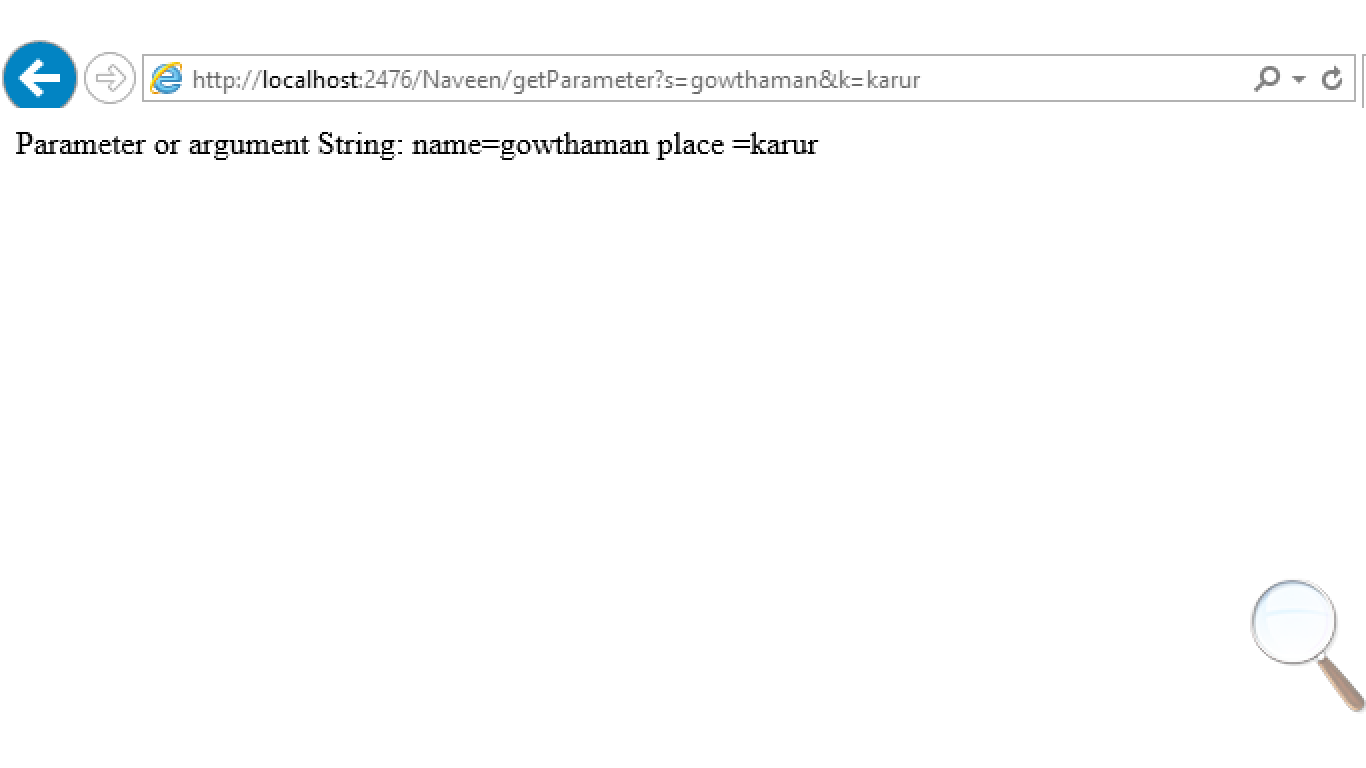 http://localhost:2476/Naveen/getParameter?s=gowthaman&k=karur
Parameter or argument String: name=gowthaman place =karur